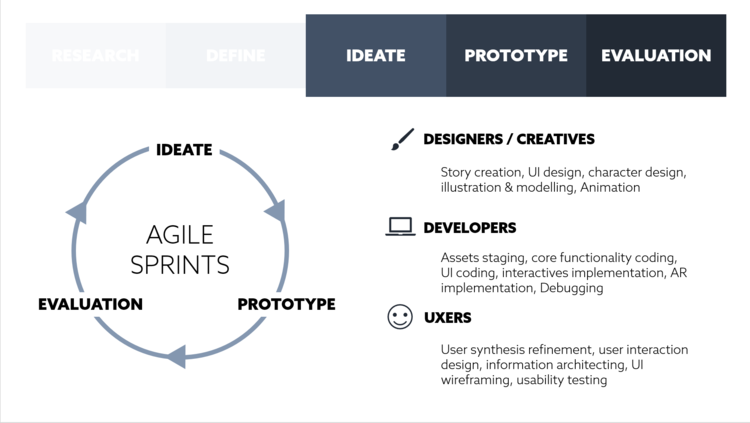 RESEARCH
DEFINE
IDEATE
PROTOTYPE
EVALUATION
IDEATE
AGILE
SPRINTS
EVALUATION
PROTOTYPE
DESIGNERS / CREATIVES
Story creation, UI design, character design,
illustration & modelling, Animation
DEVELOPERS
Assets staging, core functionality coding,
UI coding, interactives implementation, AR
implementation, Debugging
UXERS
User synthesis refinement, user interaction
design, information architecting, UI
wireframing, usability testing